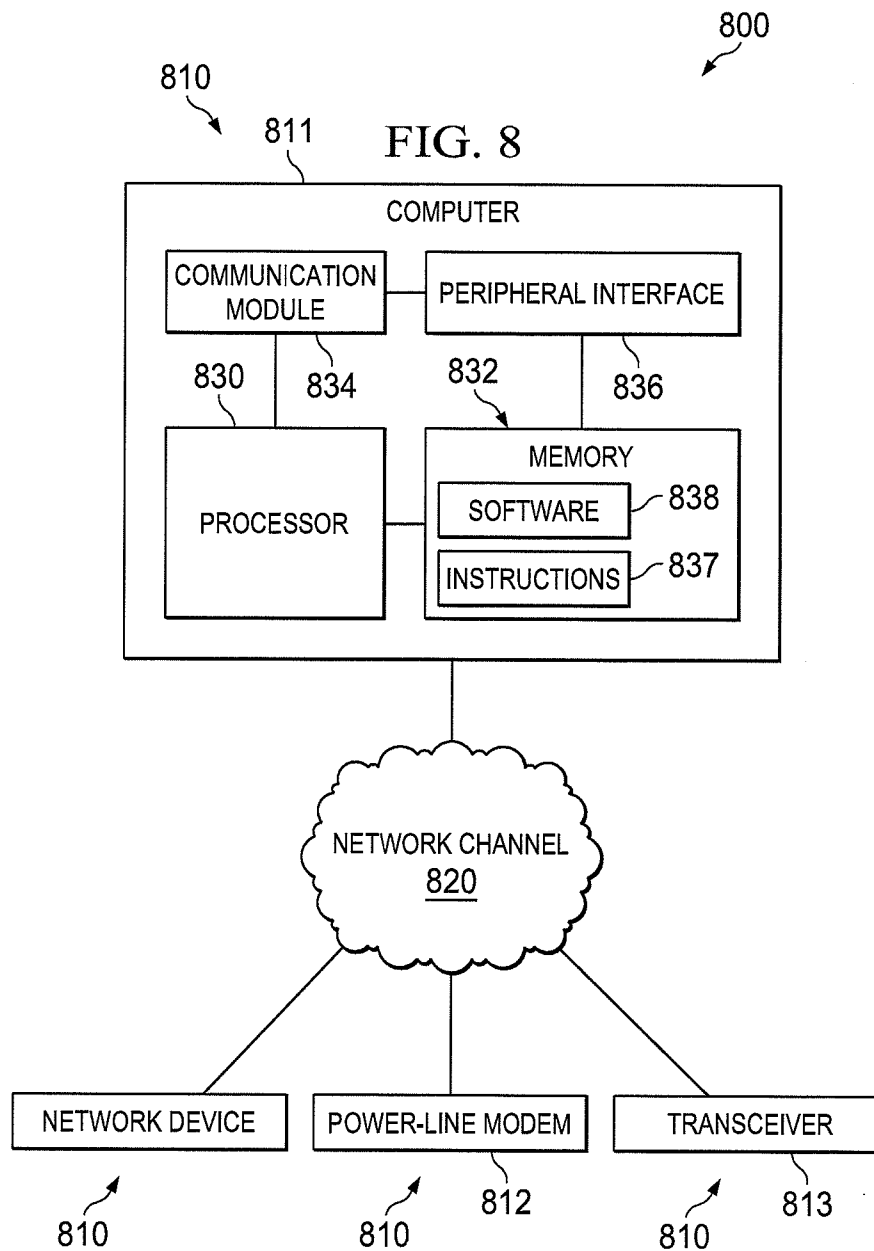 800
810
811
FIG. 8
COMPUTER
COMMUNICATION
MODULE
PERIPHERAL INTERFACE
830
834
832
836
PROCESSOR
MEMORY
SOFTWARE
838
INSTRUCTIONS
837
NETWORK CHANNEL
820
NETWORK DEVICE
POWER-LINE MODEM
TRANSCEIVER
810
810
812
810
813